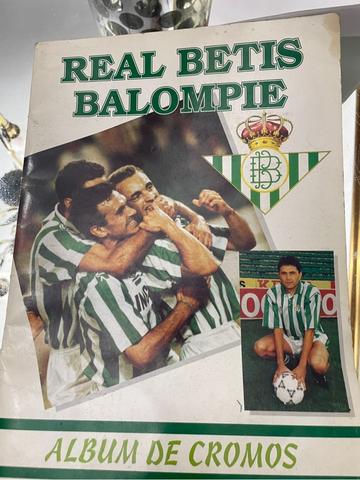 REAL BETIS
BALOMPIE
ALBUM DE CROMOS